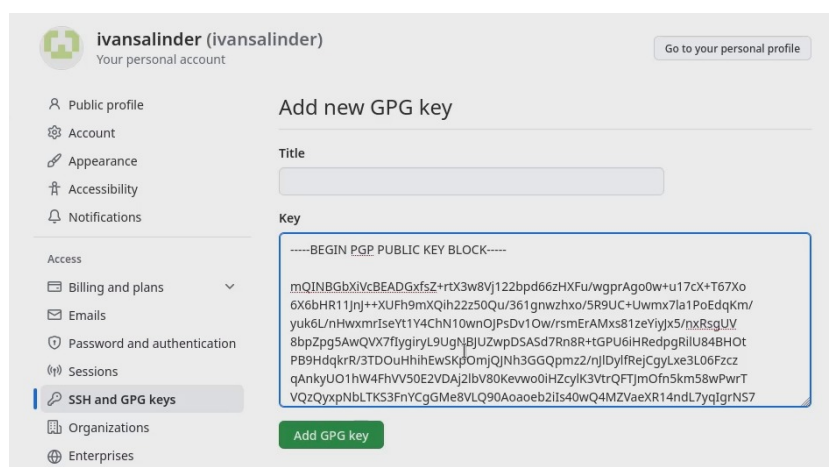 ivansalinder (ivansalinder)
Your personal account
Go to your personal profile
Public profile
Account
Appearance
Accessibility
Notifications
Access
Billing and plans
Emails
Password and authentication
Sessions
SSH and GPG keys
Organizations
Enterprises
Add new GPG key
Title
Key
-----BEGIN PGP PUBLIC KEY BLOCK-----
mQINBGbXiVcBEADGxfsZ+rtX3w8Vj122bpd66zHXFu/wgprAgo0w+u17cX+T67Xo
6X6bHR11JnJ++XUFh9mXQih22z50Qu/361gnwzhxo/5R9UC+Uwmx7la1PoEdqKm/
yuk6L/nHwxmrIseYt1Y4ChN10wnOJPsDv1Ow/rsmErAMxs81zeYiyJx5/nxRsgUV
8bpZpg5AwQVX7fIygiryL9UgNBJUZwpDSASd7Rn8R+tGPU6iHRedpgRilU84BHOt
PB9HdqkrR/3TDOuHhihEwSKpOmjQJNh3GGQpmz2/nJlDylfRejCgyLxe3L06Fzcz
qAnkyUO1hW4FhVV50E2VDAj2lbV80Kevwo0iHZcylK3VtrQFTJmOfn5km58wPwrT
VQzQyxpNbLTKS3FnYCgGMe8VLQ90Aoaoeb2iIs40wQ4MZVaeXR14ndL7yqIgrNS7
Add GPG key